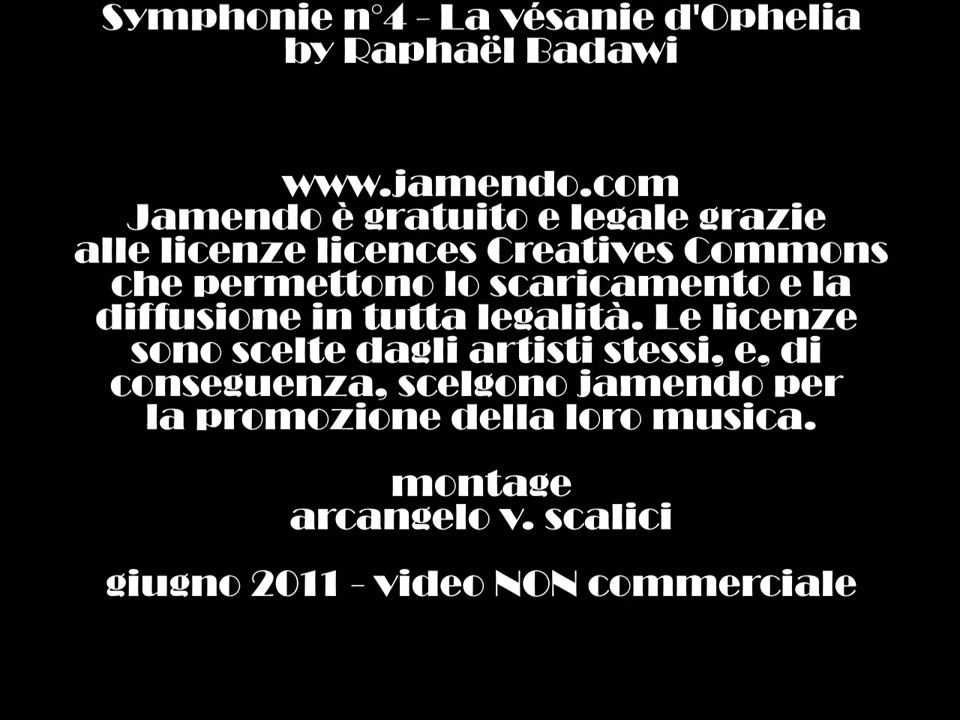 Symphonie n°4 - La vésanie d'Ophelia
by Raphaël Badawi
www.jamendo.com
Jamendo è gratuito e legale grazie
alle licenze licences Creatives Commons
che permettono lo scaricamento e la
diffusione in tutta legalità. Le licenze
sono scelte dagli artisti stessi, e, di
conseguenza, scelgono jamendo per
la promozione della loro musica.
montage
arcangelo v. scalici
giugno 2011 - video NON commerciale